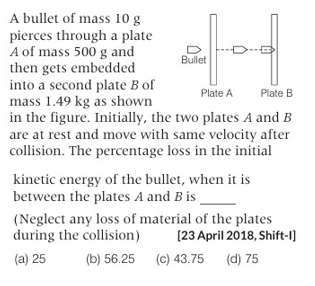 A bullet of mass 10 g
pierces through a plate
A of mass 500 g and
then gets embedded
into a second plate B of
mass 1.49 kg as shown
Bullet
Plate A
Plate B
in the figure. Initially, the two plates A and B
are at rest and move with same velocity after
collision. The percentage loss in the initial
kinetic energy of the bullet, when it is
between the plates A and B is ______
(Neglect any loss of material of the plates
during the collision) [23 April 2018, Shift-I]
(a) 25 (b) 56.25 (c) 43.75 (d) 75